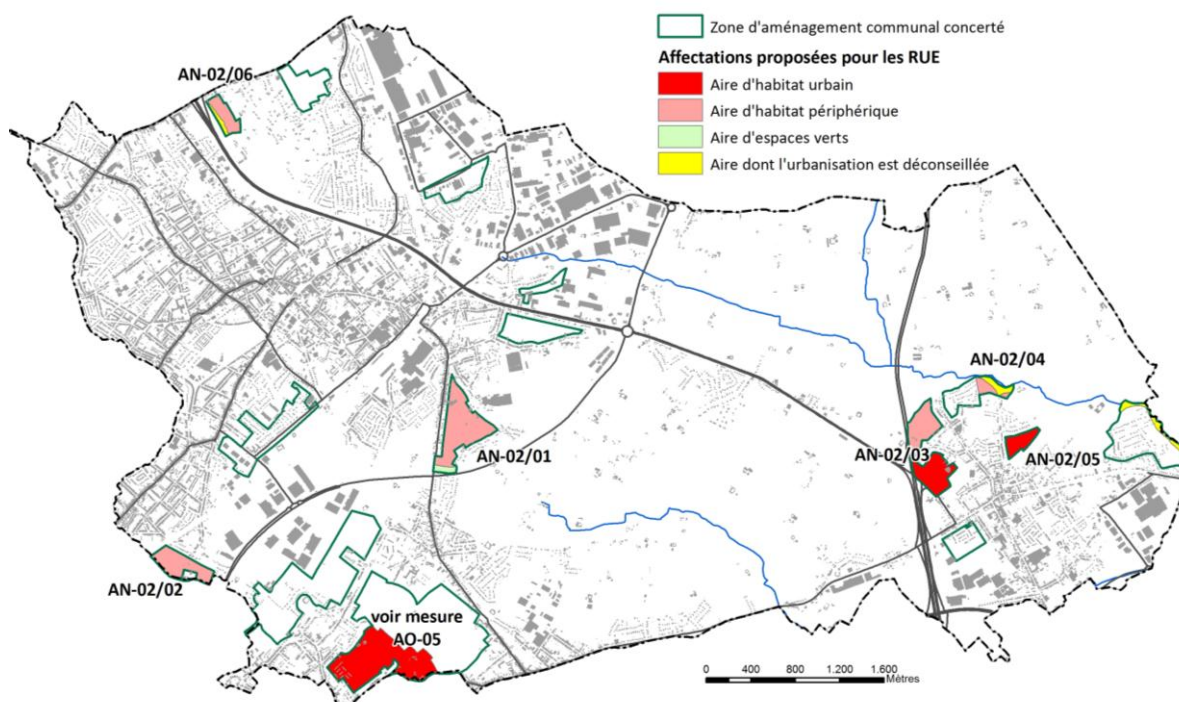 Zone d'aménagement communal concerté
Affectations proposées pour les RUE
Aire d'habitat urbain
Aire d'habitat périphérique
Aire d'espaces verts
Aire dont l'urbanisation est déconseillée
AN-02/06
AN-02/04
AN-02/03
AN-02/05
AN-02/01
AN-02/02
voir mesure
AO-05
0 400 800 1.200 1.600
Mètres